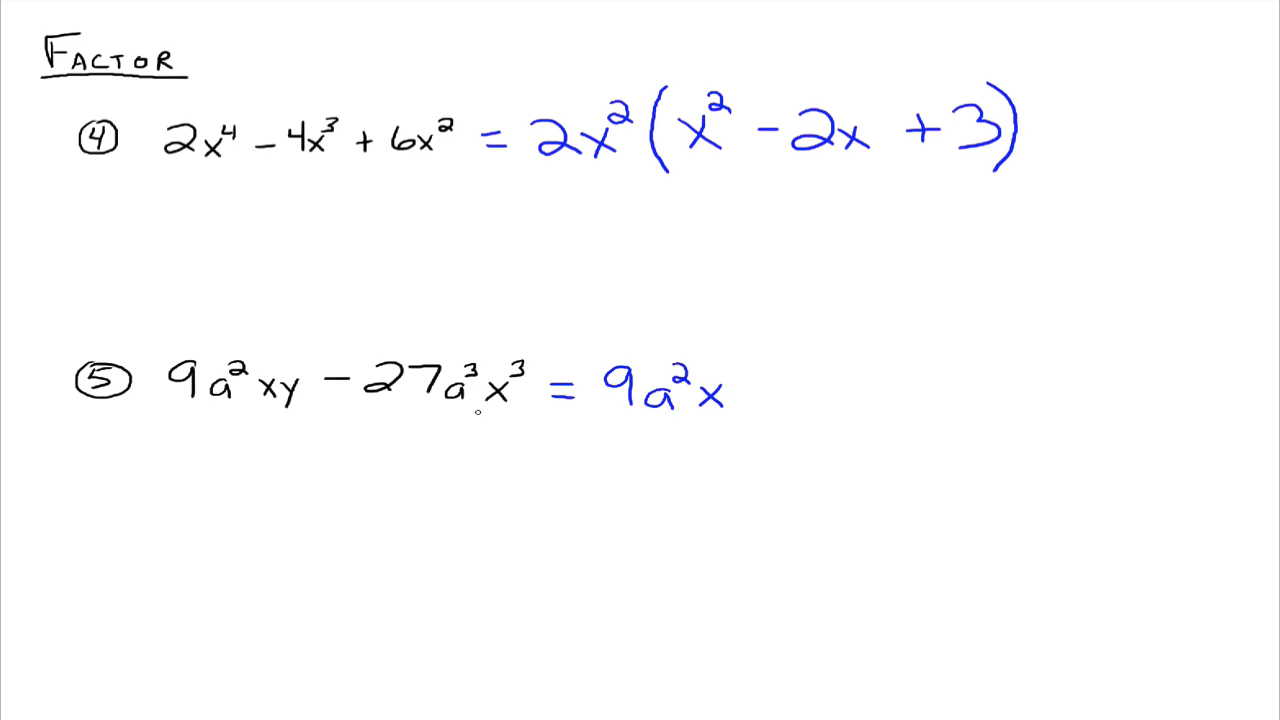 FACTOR
④ 2x⁴ - 4x³ + 6x² = 2x²(x² - 2x + 3)
⑤ 9a²xy - 27a³x³ = 9a²x